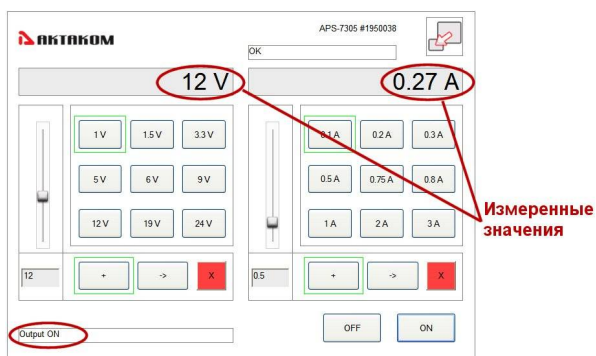 АКТАКОМ
APS-7305 #1950038
OK
12 V
0.27 A
1 V 1.5 V 3.3 V
0.1 A 0.2 A 0.3 A
5 V 6 V 9 V
0.5 A 0.75 A 0.8 A
12 V 19 V 24 V
1 A 2 A 3 A
Измеренные
значения
12 + -> X
0.5 + -> X
Output ON
OFF ON